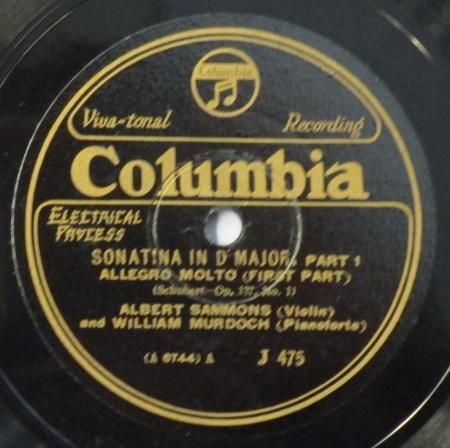 Columbia
Viva-tonal Recording
Columbia
ELECTRICAL
PROCESS
SONATINA IN D MAJOR. PART 1
ALLEGRO MOLTO (FIRST PART)
(Schubert—Op. 137, No. 1)
ALBERT SAMMONS (Violin)
and WILLIAM MURDOCH (Pianoforte)
(A 6744) A J 475